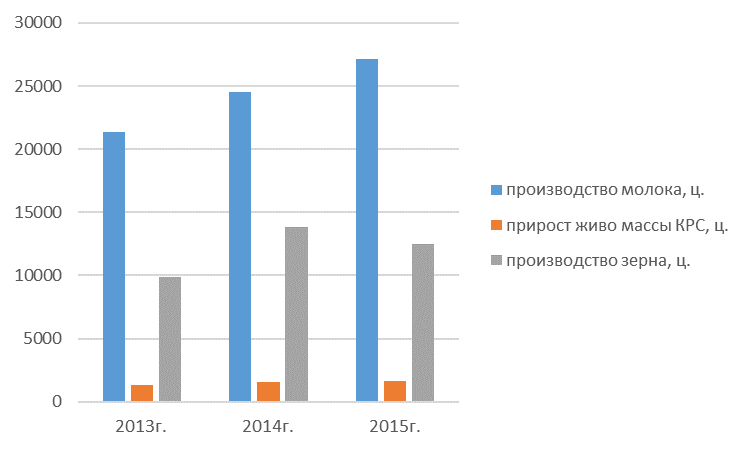 30000
25000
20000
15000
10000
5000
0
2013г.
2014г.
2015г.
производство молока, ц.
прирост живо массы КРС, ц.
производство зерна, ц.